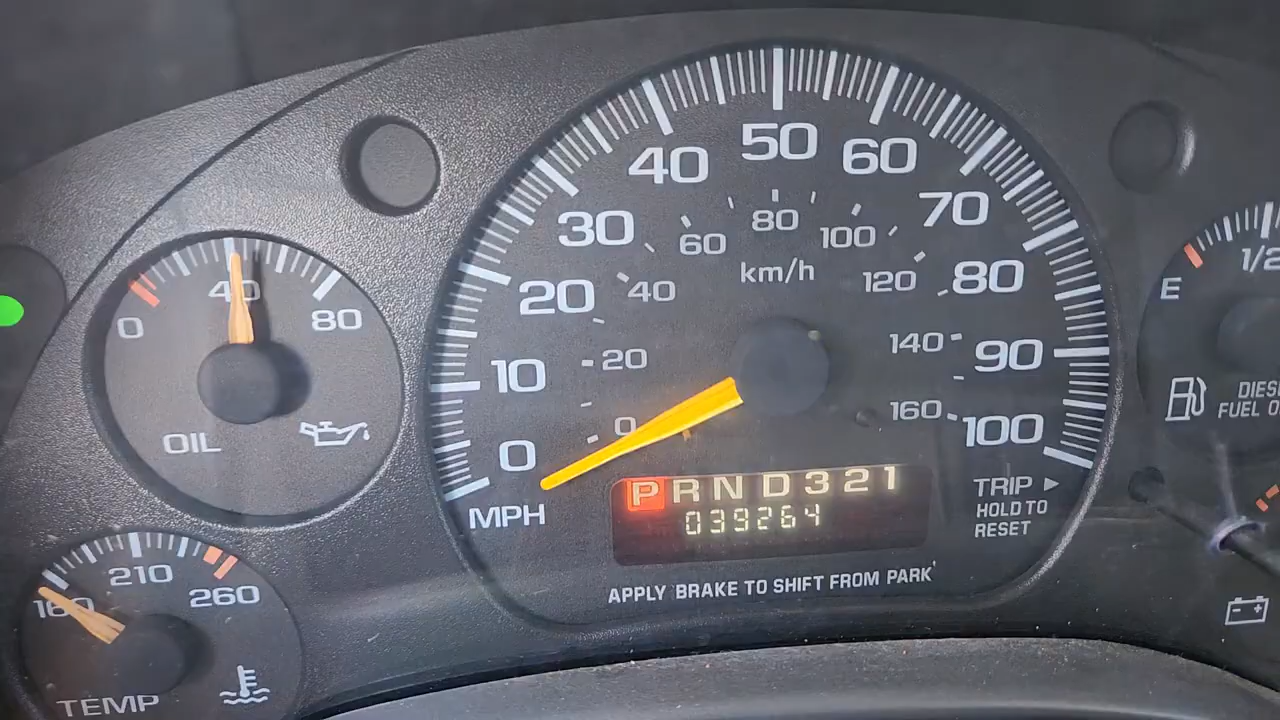 0 40 80
OIL
160 210 260
TEMP
0 10 20 30 40 50 60 70 80 90 100
MPH
0 20 40 60 80 100 120 140 160
km/h
PRND321
039264
TRIP
HOLD TO
RESET
APPLY BRAKE TO SHIFT FROM PARK
E 1/2
FUEL